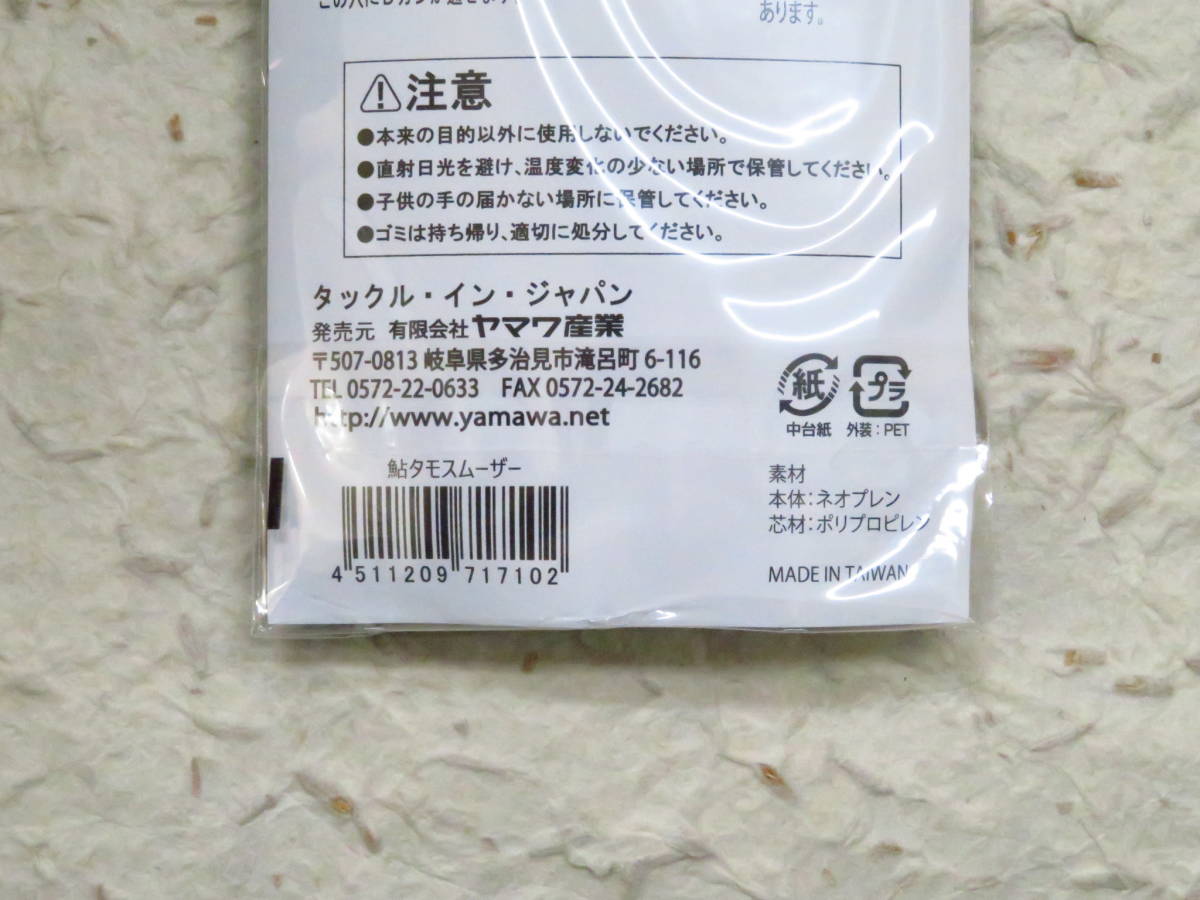 あります。
注意
●本来の目的以外に使用しないでください。
●直射日光を避け、温度変化の少ない場所で保管してください。
●子供の手の届かない場所に保管してください。
●ゴミは持ち帰り、適切に処分してください。
タックル・イン・ジャパン
発売元 有限会社 ヤマワ産業
〒507-0813 岐阜県多治見市滝呂町 6-116
TEL 0572-22-0633 FAX 0572-24-2682
http://www.yamawa.net
紙 プラ
中台紙 外装:PET
鮎タモスムーザー
4 511209 717102
素材
本体:ネオプレン
芯材:ポリプロピレン
MADE IN TAIWAN